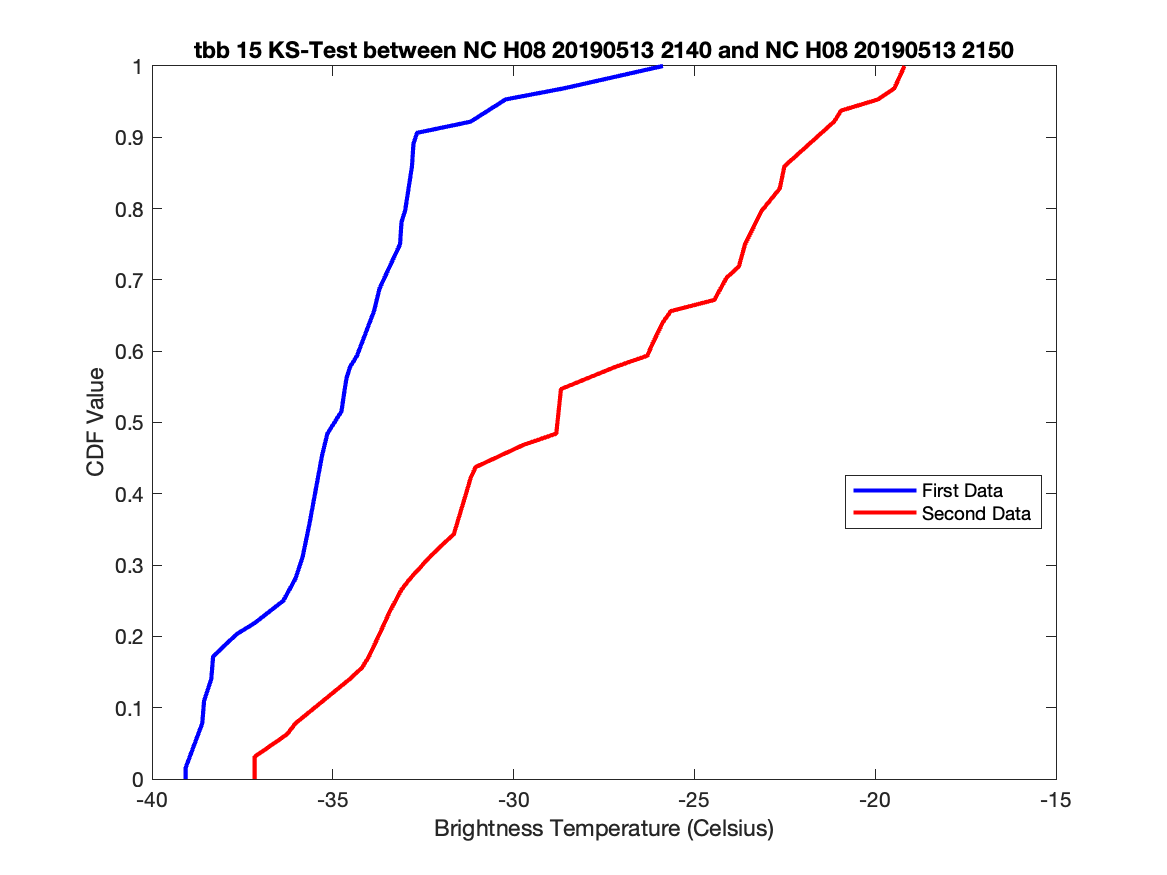 tbb 15 KS-Test between NC H08 20190513 2140 and NC H08 20190513 2150
1
0.9
0.8
0.7
0.6
0.5
0.4
0.3
0.2
0.1
0
CDF Value
First Data
Second Data
-40 -35 -30 -25 -20 -15
Brightness Temperature (Celsius)